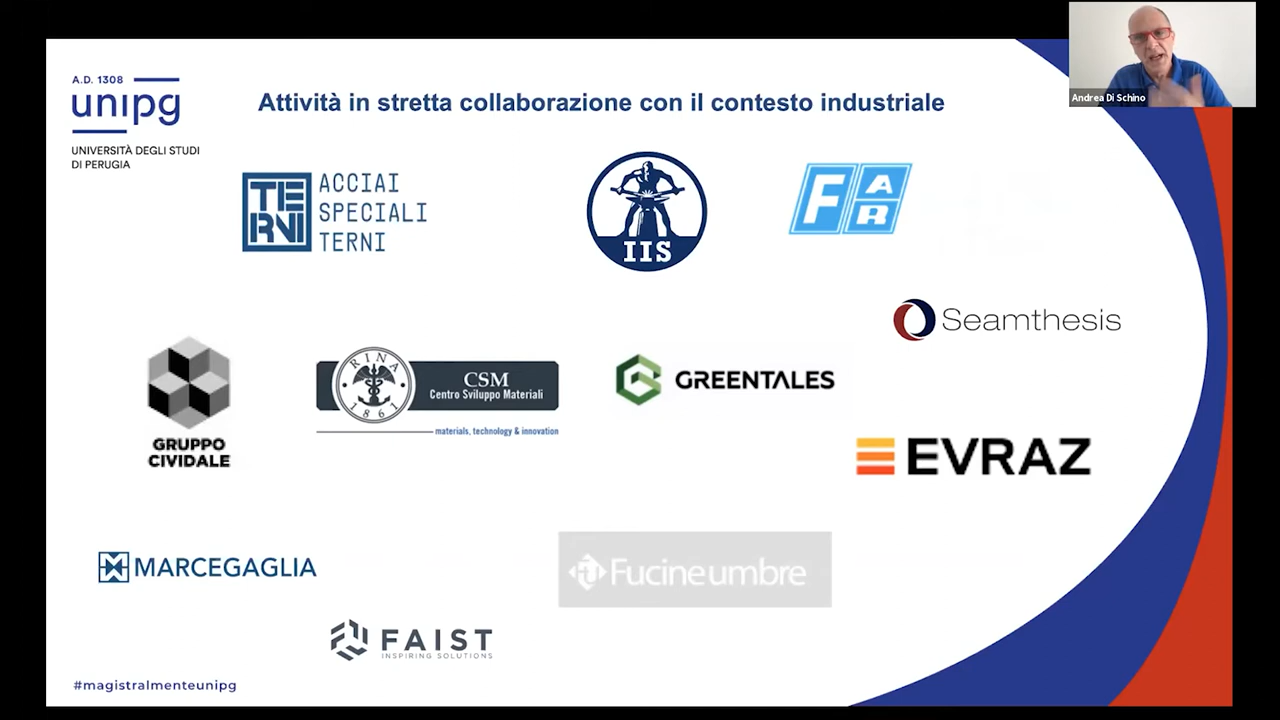 A.D. 1308
unipg
UNIVERSITÀ DEGLI STUDI
DI PERUGIA
Attività in stretta collaborazione con il contesto industriale
Andrea Di Schino
TERNI
ACCIAI
SPECIALI
TERNI
IIS
FAR
Seamthesis
GRUPPO
CIVIDALE
RINA
1861
CSM
Centro Sviluppo Materiali
materials, technology & innovation
GREENTALES
EVRAZ
MARCEGAGLIA
Fucineumbre
FAIST
INSPIRING SOLUTIONS
#magistralmenteunipg